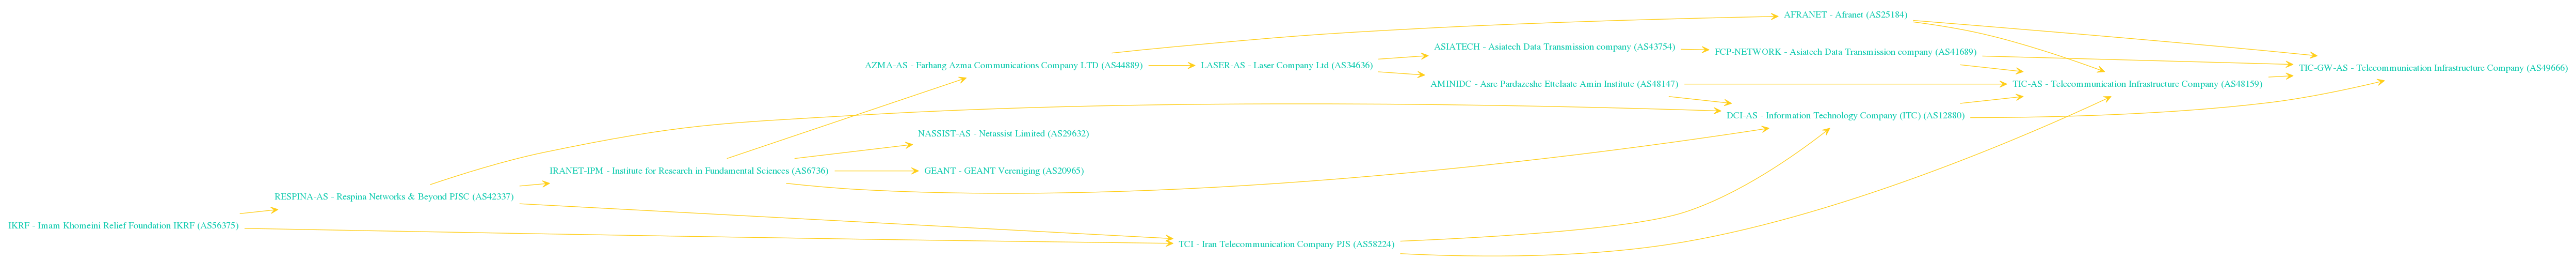 AFRANET - Afranet (AS25184)
ASIATECH - Asiatech Data Transmission company (AS43754)
FCP-NETWORK - Asiatech Data Transmission company (AS41689)
AZMA-AS - Farhang Azma Communications Company LTD (AS44889)
LASER-AS - Laser Company Ltd (AS34636)
TIC-GW-AS - Telecommunication Infrastructure Company (AS49666)
AMINIDC - Asre Pardazeshe Ettelaate Amin Institute (AS48147)
TIC-AS - Telecommunication Infrastructure Company (AS48159)
DCI-AS - Information Technology Company (ITC) (AS12880)
NASSIST-AS - Netassist Limited (AS29632)
IRANET-IPM - Institute for Research in Fundamental Sciences (AS6736)
GEANT - GEANT Vereniging (AS20965)
RESPINA-AS - Respina Networks & Beyond PJSC (AS42337)
IKRF - Imam Khomeini Relief Foundation IKRF (AS56375)
TCI - Iran Telecommunication Company PJS (AS58224)